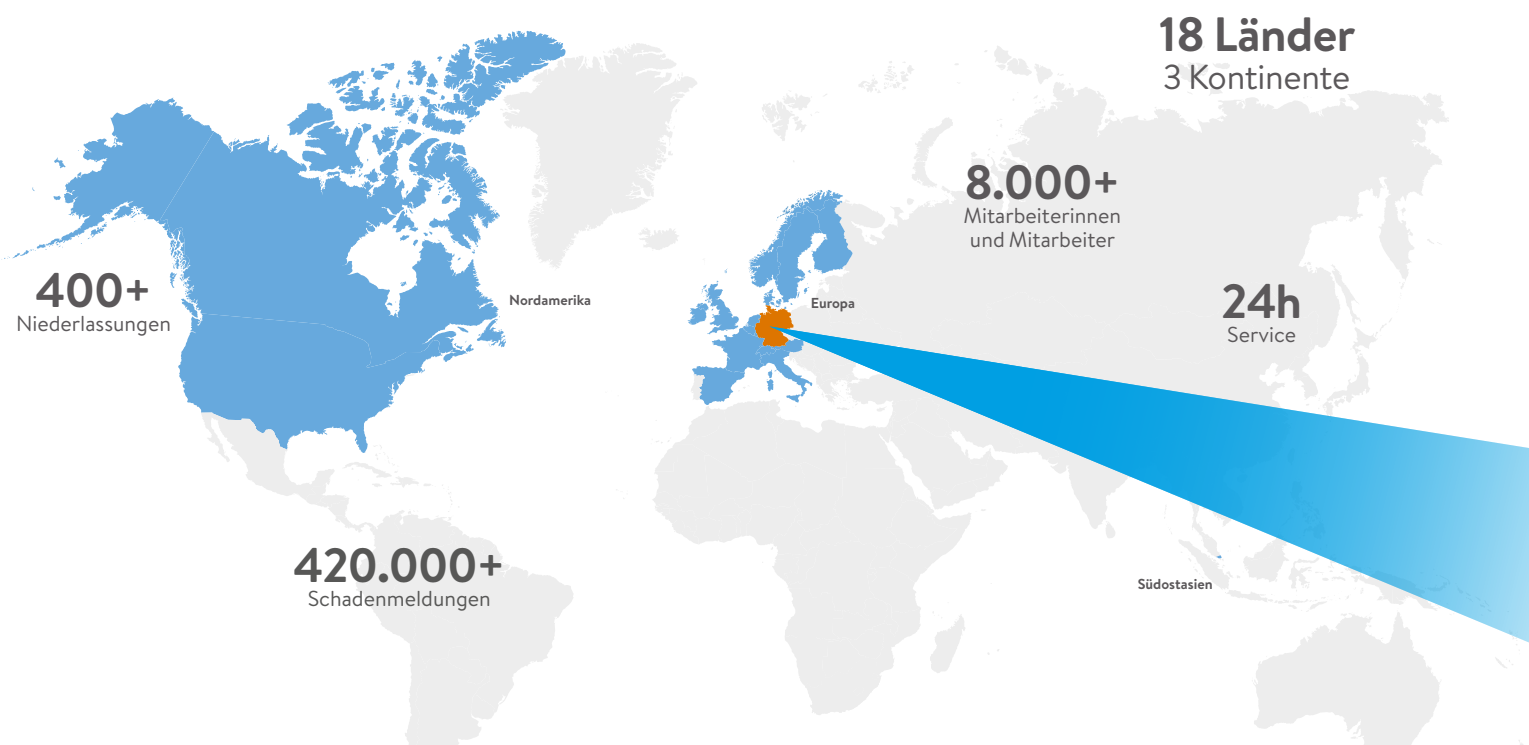 18 Länder
3 Kontinente
8.000+
Mitarbeiterinnen
und Mitarbeiter
400+
Niederlassungen
Nordamerika
Europa
24h
Service
420.000+
Schadenmeldungen
Südostasien